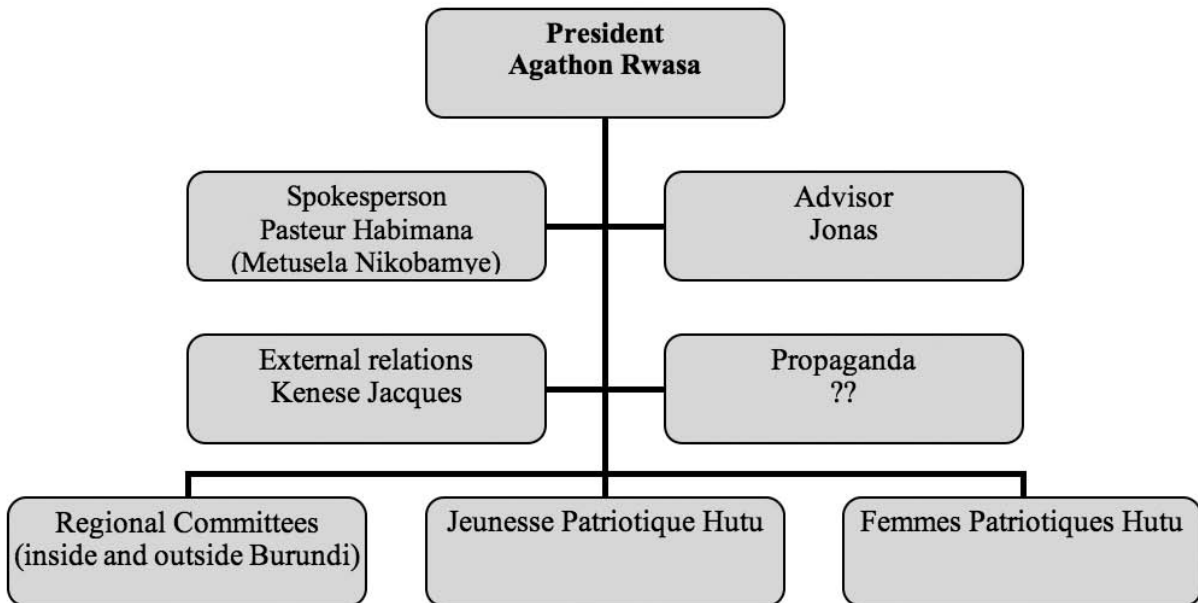 President
Agathon Rwasa
Spokesperson
Pasteur Habimana
(Metusela Nikobamye)
Advisor
Jonas
External relations
Kenese Jacques
Propaganda
??
Regional Committees
(inside and outside Burundi)
Jeunesse Patriotique Hutu
Femmes Patriotiques Hutu